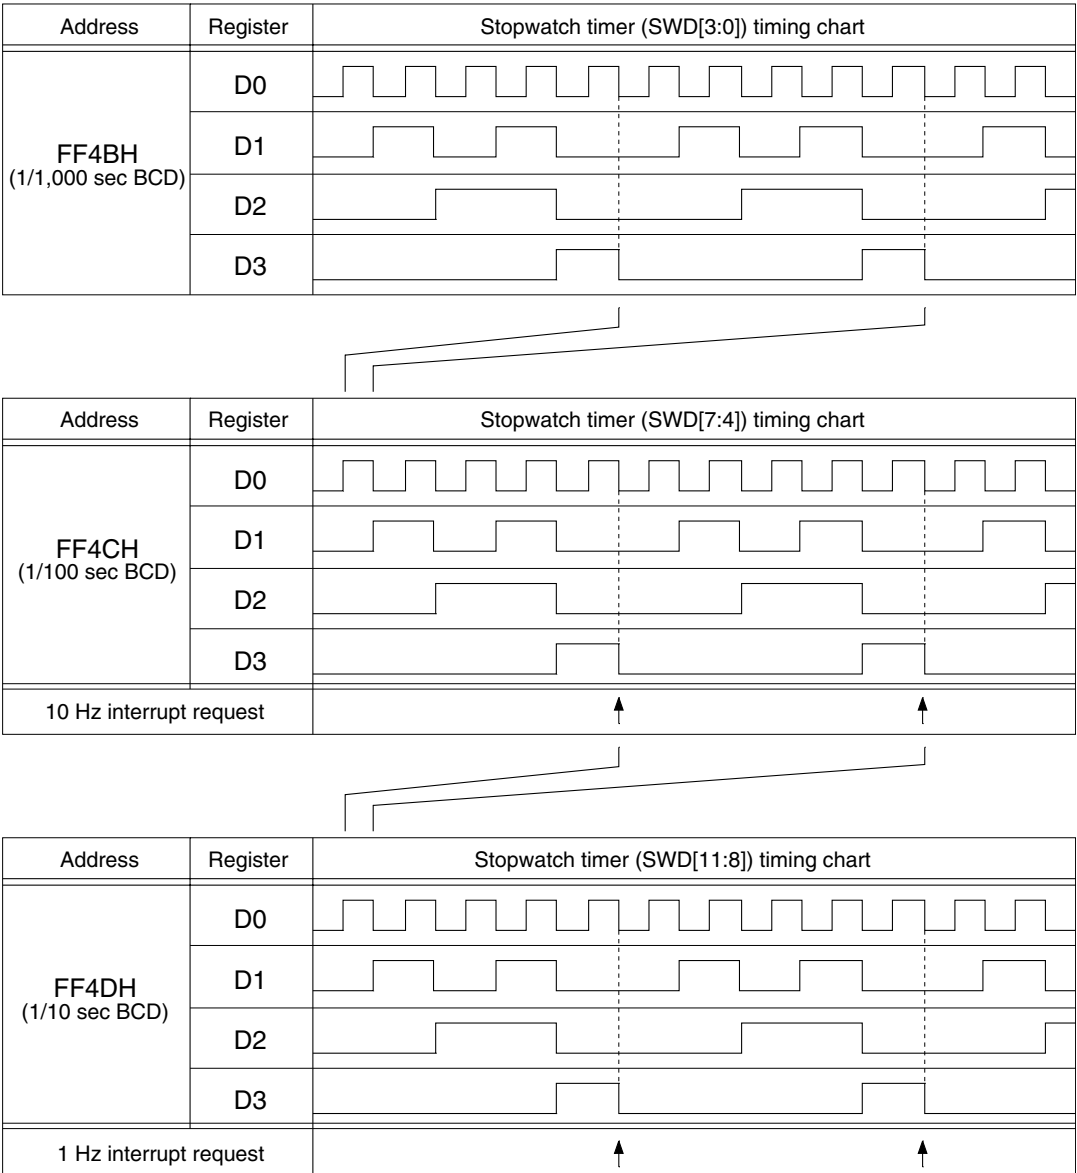 Address Register Stopwatch timer (SWD[3:0]) timing chart
FF4BH
(1/1,000 sec BCD)
D0
D1
D2
D3
Address Register Stopwatch timer (SWD[7:4]) timing chart
FF4CH
(1/100 sec BCD)
D0
D1
D2
D3
10 Hz interrupt request
Address Register Stopwatch timer (SWD[11:8]) timing chart
FF4DH
(1/10 sec BCD)
D0
D1
D2
D3
1 Hz interrupt request